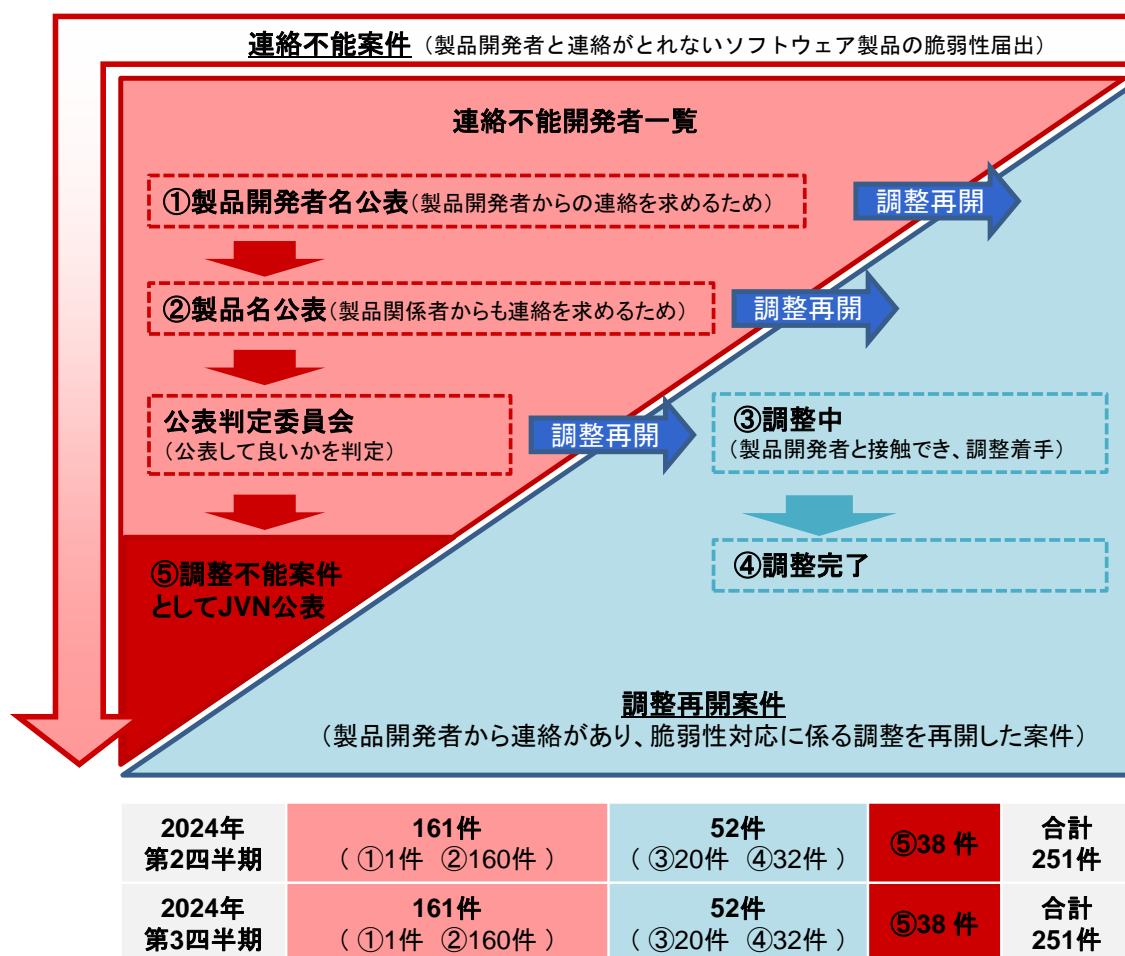 連絡不能案件（製品開発者と連絡がとれないソフトウェア製品の脆弱性届出）
連絡不能開発者一覧
①製品開発者名公表(製品開発者からの連絡を求めるため)
調整再開
②製品名公表(製品関係者からも連絡を求めるため)
調整再開
公表判定委員会
(公表して良いかを判定)
調整再開
③調整中
(製品開発者と接触でき、調整着手)
④調整完了
⑤調整不能案件
としてJVN公表
調整再開案件
（製品開発者から連絡があり、脆弱性対応に係る調整を再開した案件）
2024年
第2四半期
161件
( ①1件 ②160件 )
52件
( ③20件 ④32件 )
⑤38 件
合計
251件
2024年
第3四半期
161件
( ①1件 ②160件 )
52件
( ③20件 ④32件 )
⑤38 件
合計
251件